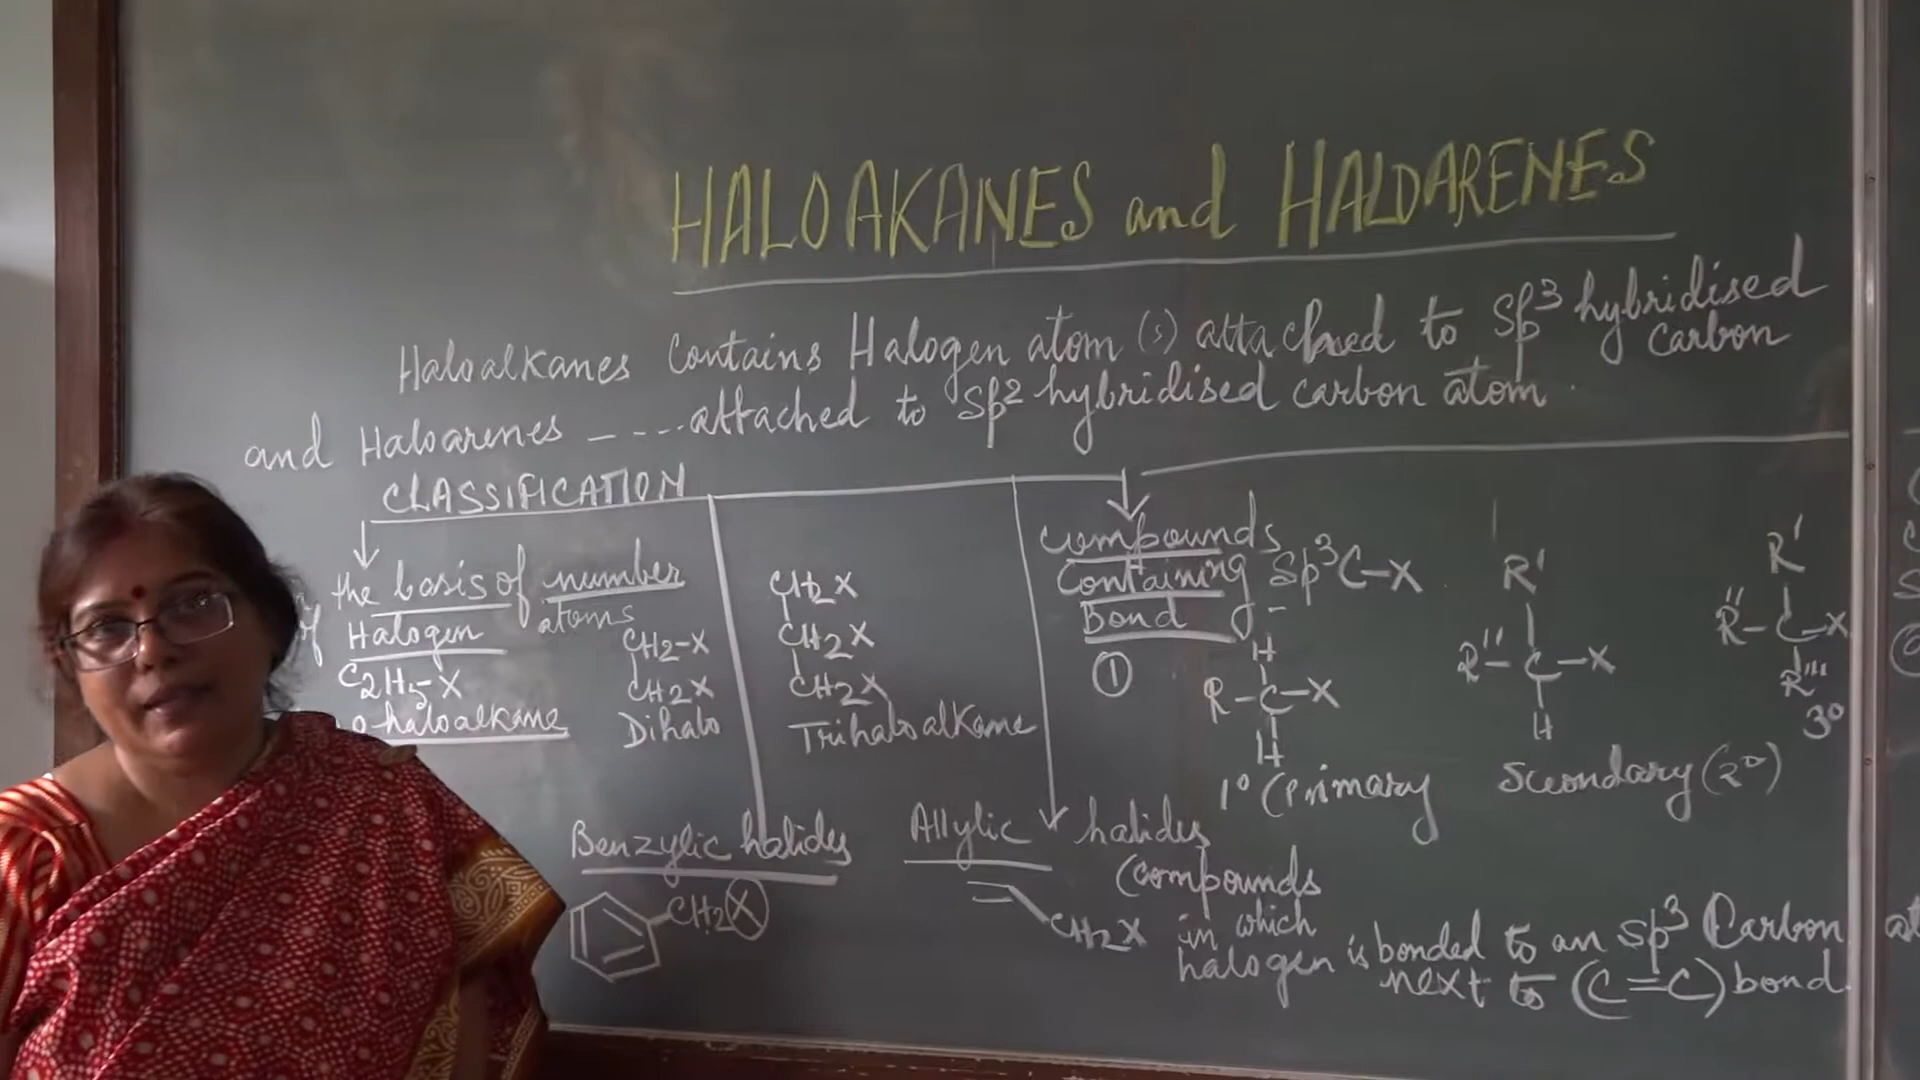 HALOAKANES and HALOARENES
Haloalkanes Contains Halogen atom (s) attached to Sp3 hybridised
carbon
and Haloarenes _ _ ... attached to Sp2 hybridised carbon atom.
CLASSIFICATION
the basis of number
of Halogen atoms
C2H5-X
o-haloalkane
CH2-X
CH2X
Dihalo
CH2X
CH2X
CH2X
Trihaloalkane
Compounds
Containing Sp3C-X
Bond
①
H
R-C-X
H
1° (Primary
R'
R''-C-X
H
Secondary (2°)
R'
R''-C-X
R'''
3°
Benzylic halides
CH2X
Allylic halides
CH2X
(compounds
in which
halogen is bonded to an Sp3 Carbon at
next to (C=C) bond